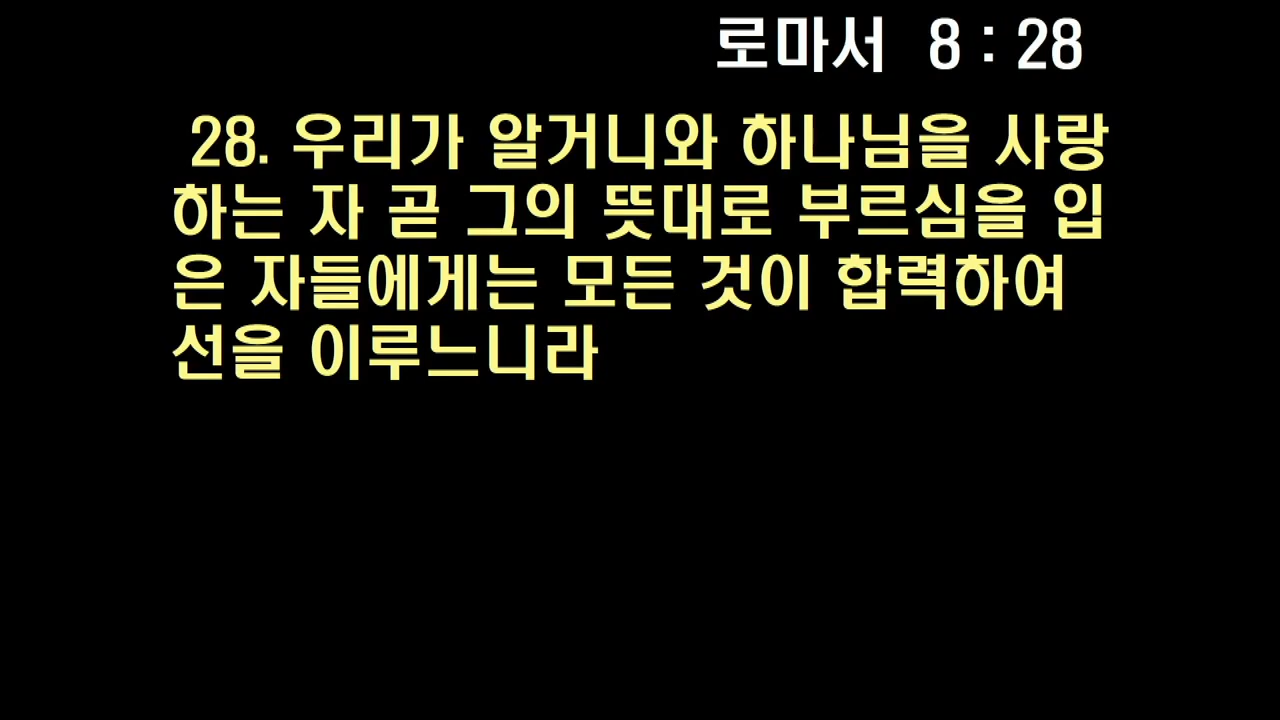 로마서 8 : 28
28. 우리가 알거니와 하나님을 사랑
하는 자 곧 그의 뜻대로 부르심을 입
은 자들에게는 모든 것이 합력하여
선을 이루느니라